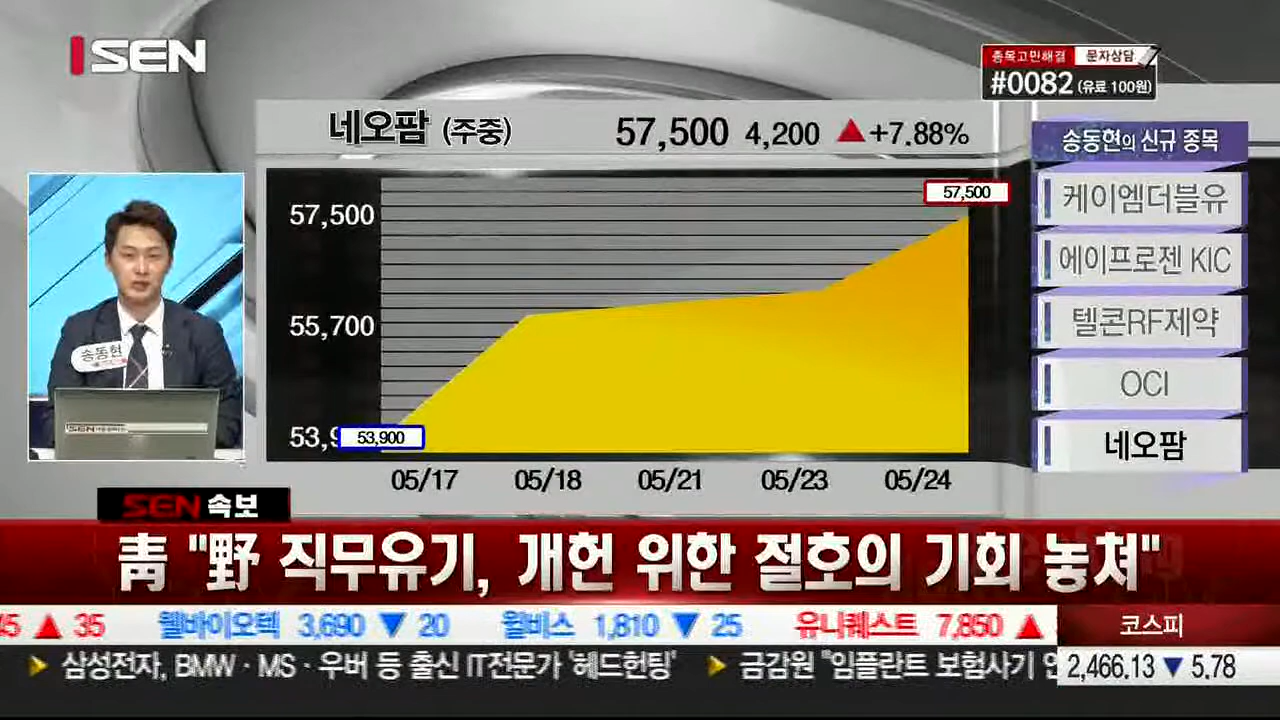 SEN
종목고민해결 문자상담
#0082 (유료 100원)
네오팜 (주중) 57,500 4,200 ▲+7.88%
송동현의 신규 종목
케이엠더블유
에이프로젠 KIC
텔콘RF제약
OCI
네오팜
57,500
57,500
55,700
53,9
53,900
05/17 05/18 05/21 05/23 05/24
송동현
SEN
SEN 속보
靑 "野 직무유기, 개헌 위한 절호의 기회 놓쳐"
45 ▲ 35 웰바이오텍 3,690 ▼ 20 윌비스 1,810 ▼ 25 유니퀘스트 7,850 ▲
코스피
삼성전자, BMW·MS·우버 등 출신 IT전문가 '헤드헌팅' 금감원 "임플란트 보험사기
2,466.13 ▼ 5.78